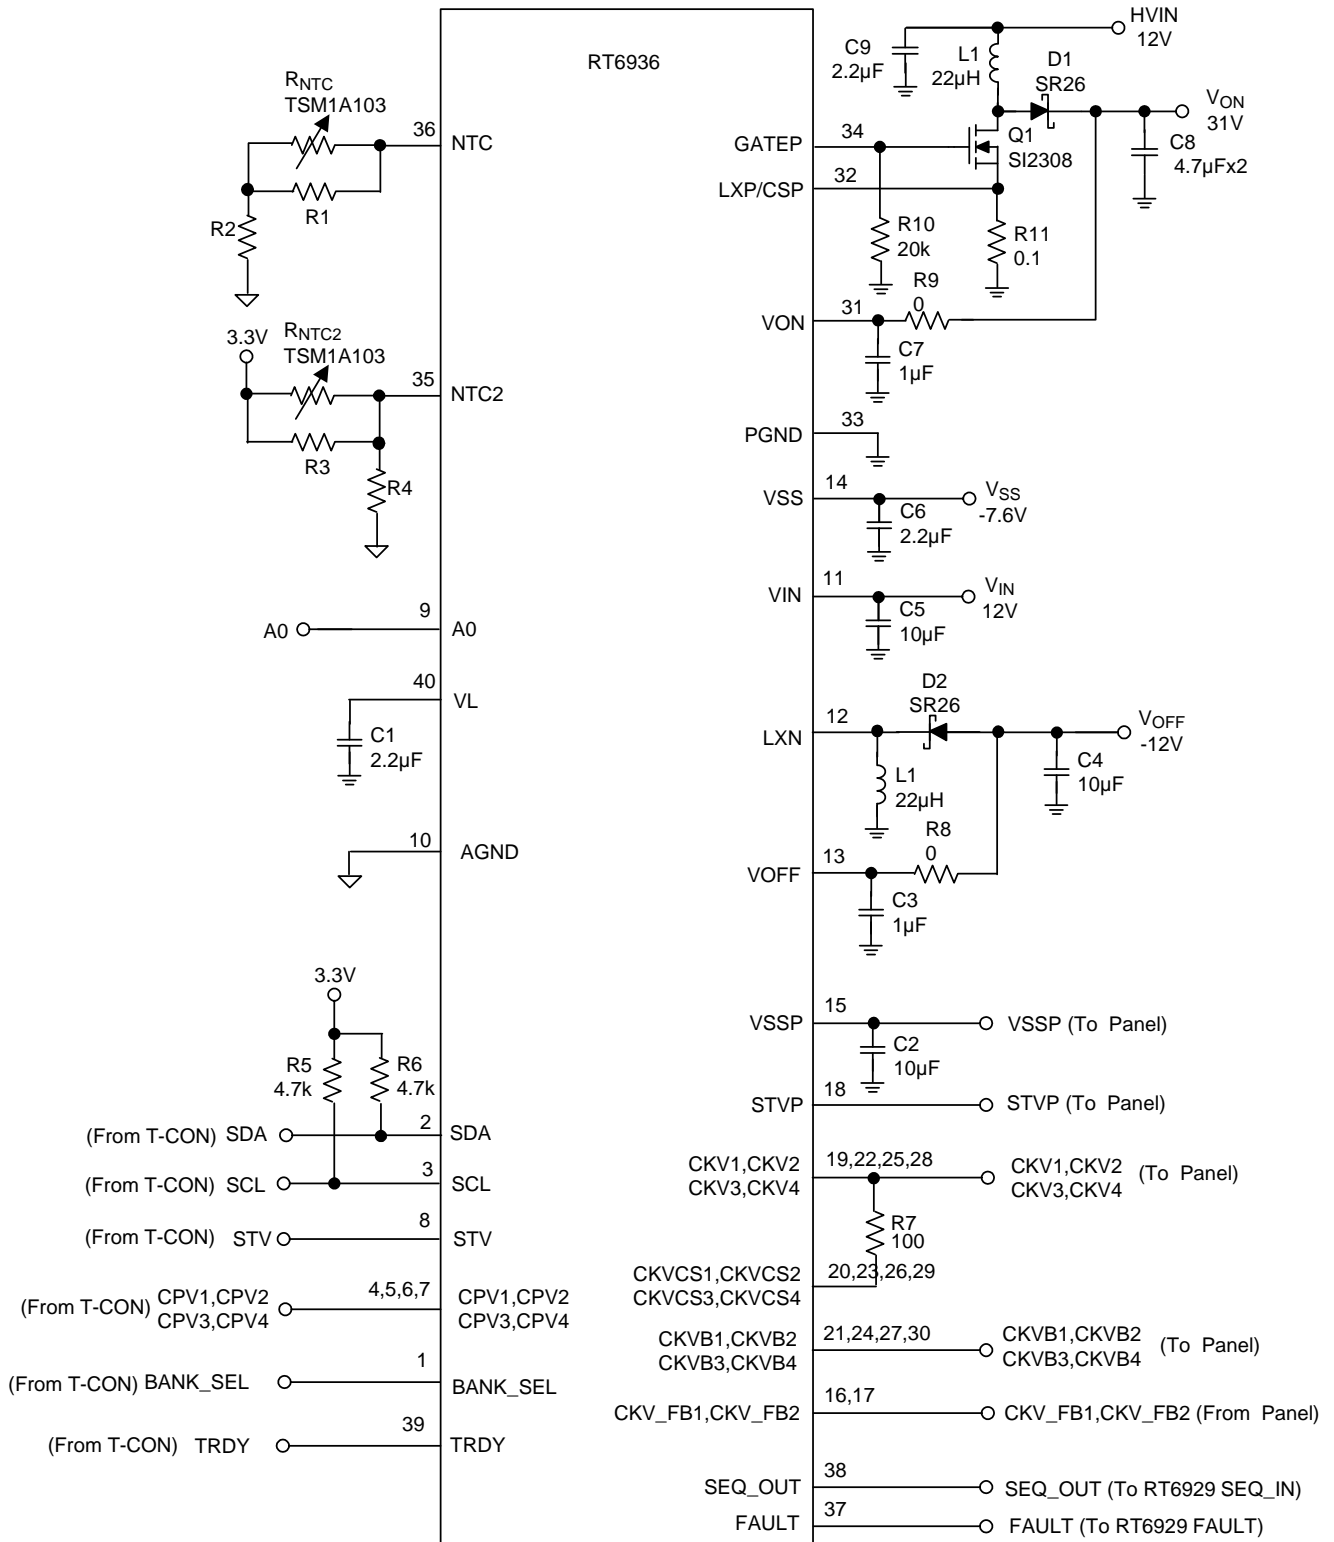 RT6936
R_NTC
TSM1A103
36
NTC
R1
R2
3.3V
R_NTC2
TSM1A103
35
NTC2
R3
R4
A0
9
A0
40
VL
C1
2.2µF
10
AGND
3.3V
R5
4.7k
R6
4.7k
(From T-CON) SDA
2
SDA
(From T-CON) SCL
3
SCL
(From T-CON) STV
8
STV
(From T-CON) CPV1,CPV2
CPV3,CPV4
4,5,6,7
CPV1,CPV2
CPV3,CPV4
(From T-CON) BANK_SEL
1
BANK_SEL
(From T-CON) TRDY
39
TRDY
HVIN
12V
C9
2.2µF
L1
22µH
D1
SR26
V_ON
31V
C8
4.7µFx2
GATEP
34
Q1
SI2308
LXP/CSP
32
R10
20k
R11
0.1
R9
0
VON
31
C7
1µF
PGND
33
VSS
14
V_SS
-7.6V
C6
2.2µF
VIN
11
V_IN
12V
C5
10µF
D2
SR26
LXN
12
V_OFF
-12V
C4
10µF
L1
22µH
R8
0
VOFF
13
C3
1µF
VSSP
15
VSSP (To Panel)
C2
10µF
STVP
18
STVP (To Panel)
CKV1,CKV2
CKV3,CKV4
19,22,25,28
CKV1,CKV2
CKV3,CKV4
(To Panel)
R7
100
CKVCS1,CKVCS2
CKVCS3,CKVCS4
20,23,26,29
CKVB1,CKVB2
CKVB3,CKVB4
21,24,27,30
CKVB1,CKVB2
CKVB3,CKVB4
(To Panel)
CKV_FB1,CKV_FB2
16,17
CKV_FB1,CKV_FB2 (From Panel)
SEQ_OUT
38
SEQ_OUT (To RT6929 SEQ_IN)
FAULT
37
FAULT (To RT6929 FAULT)